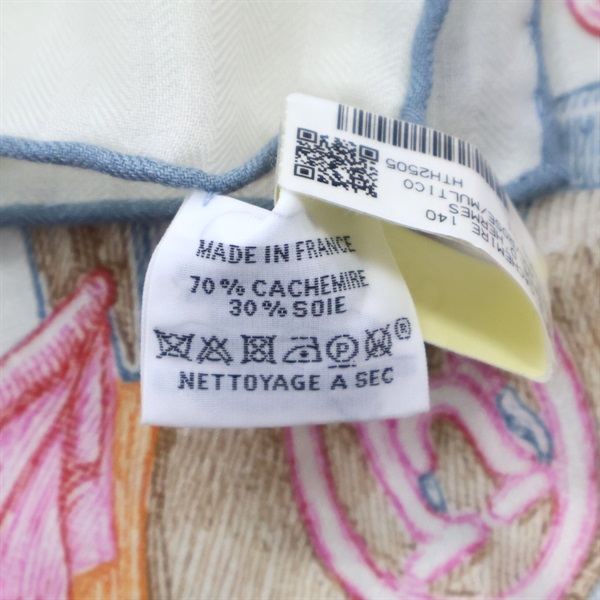 MADE IN FRANCE
70% CACHEMIRE
30% SOIE
®
NETTOYAGE A SEC
140
HTH2505